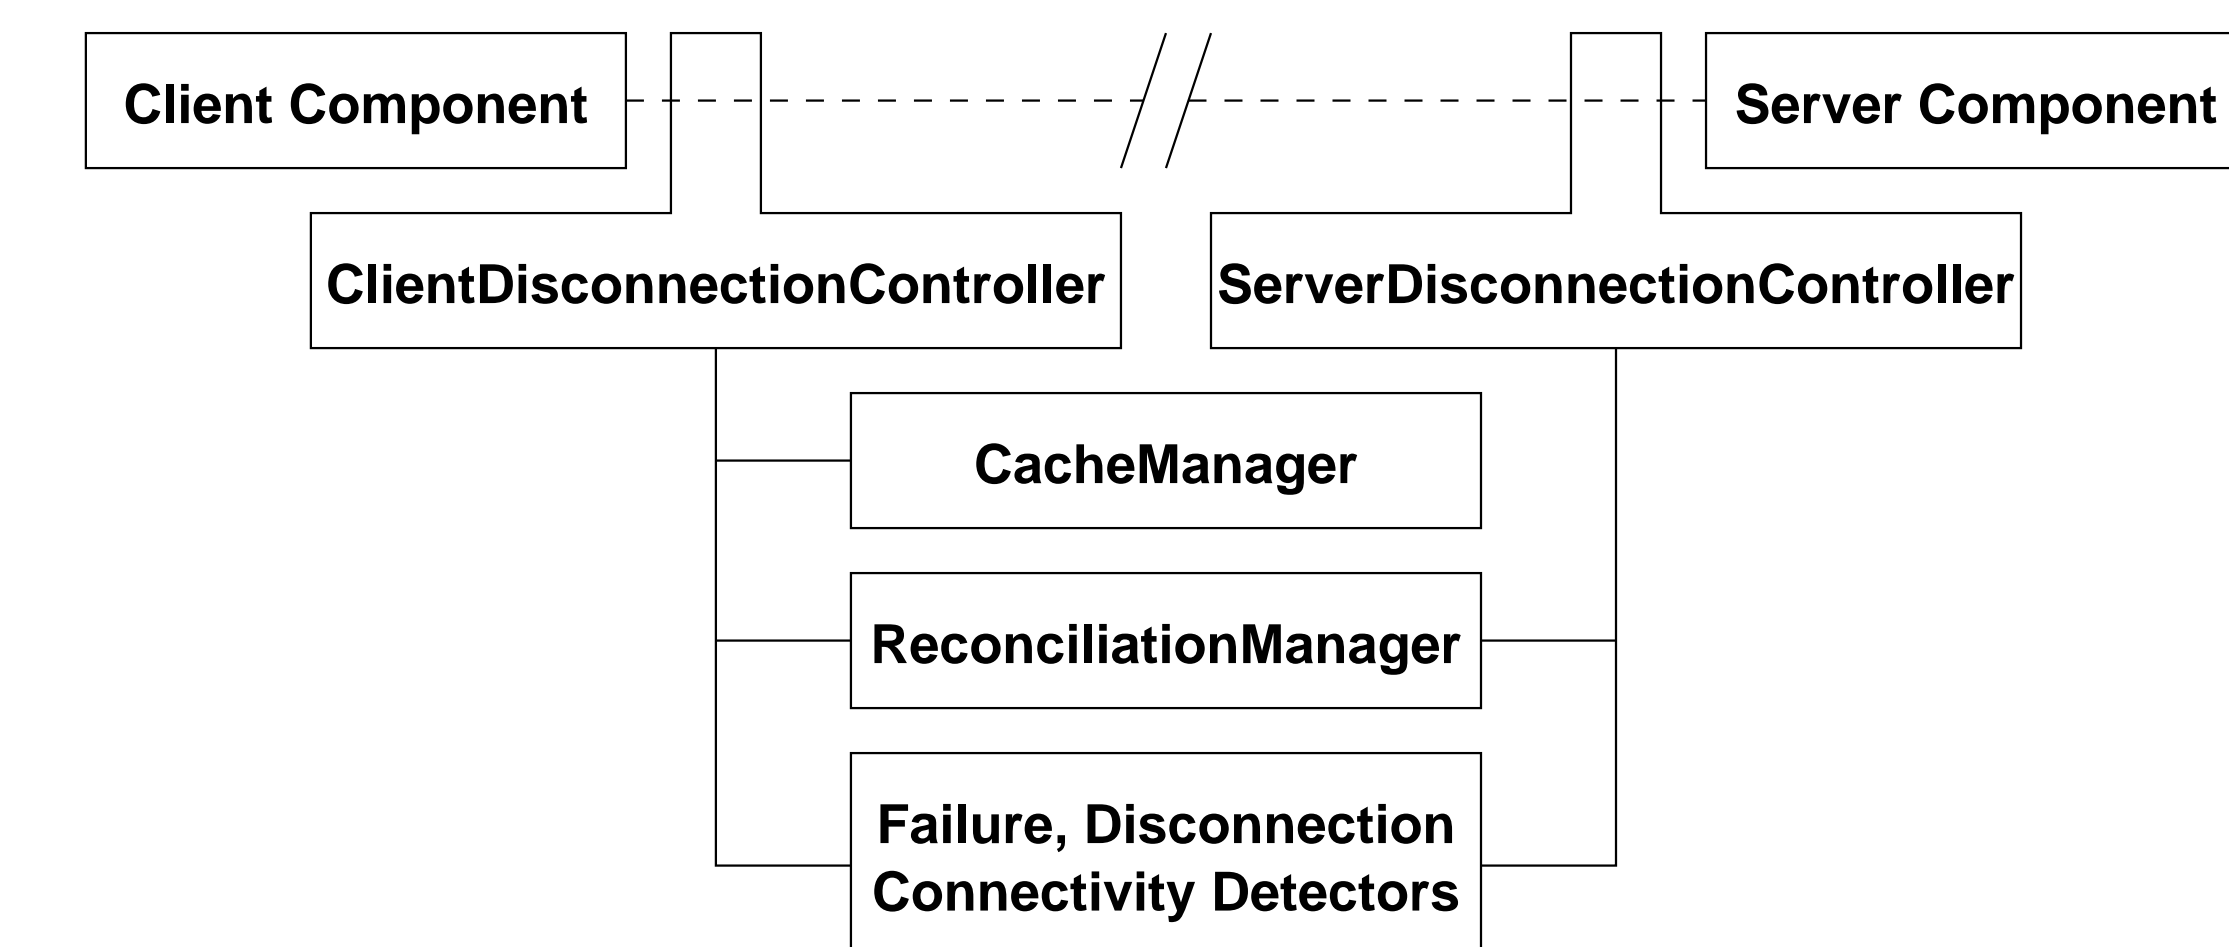 Client Component
Server Component
ClientDisconnectionController
ServerDisconnectionController
CacheManager
ReconciliationManager
Failure, Disconnection
Connectivity Detectors